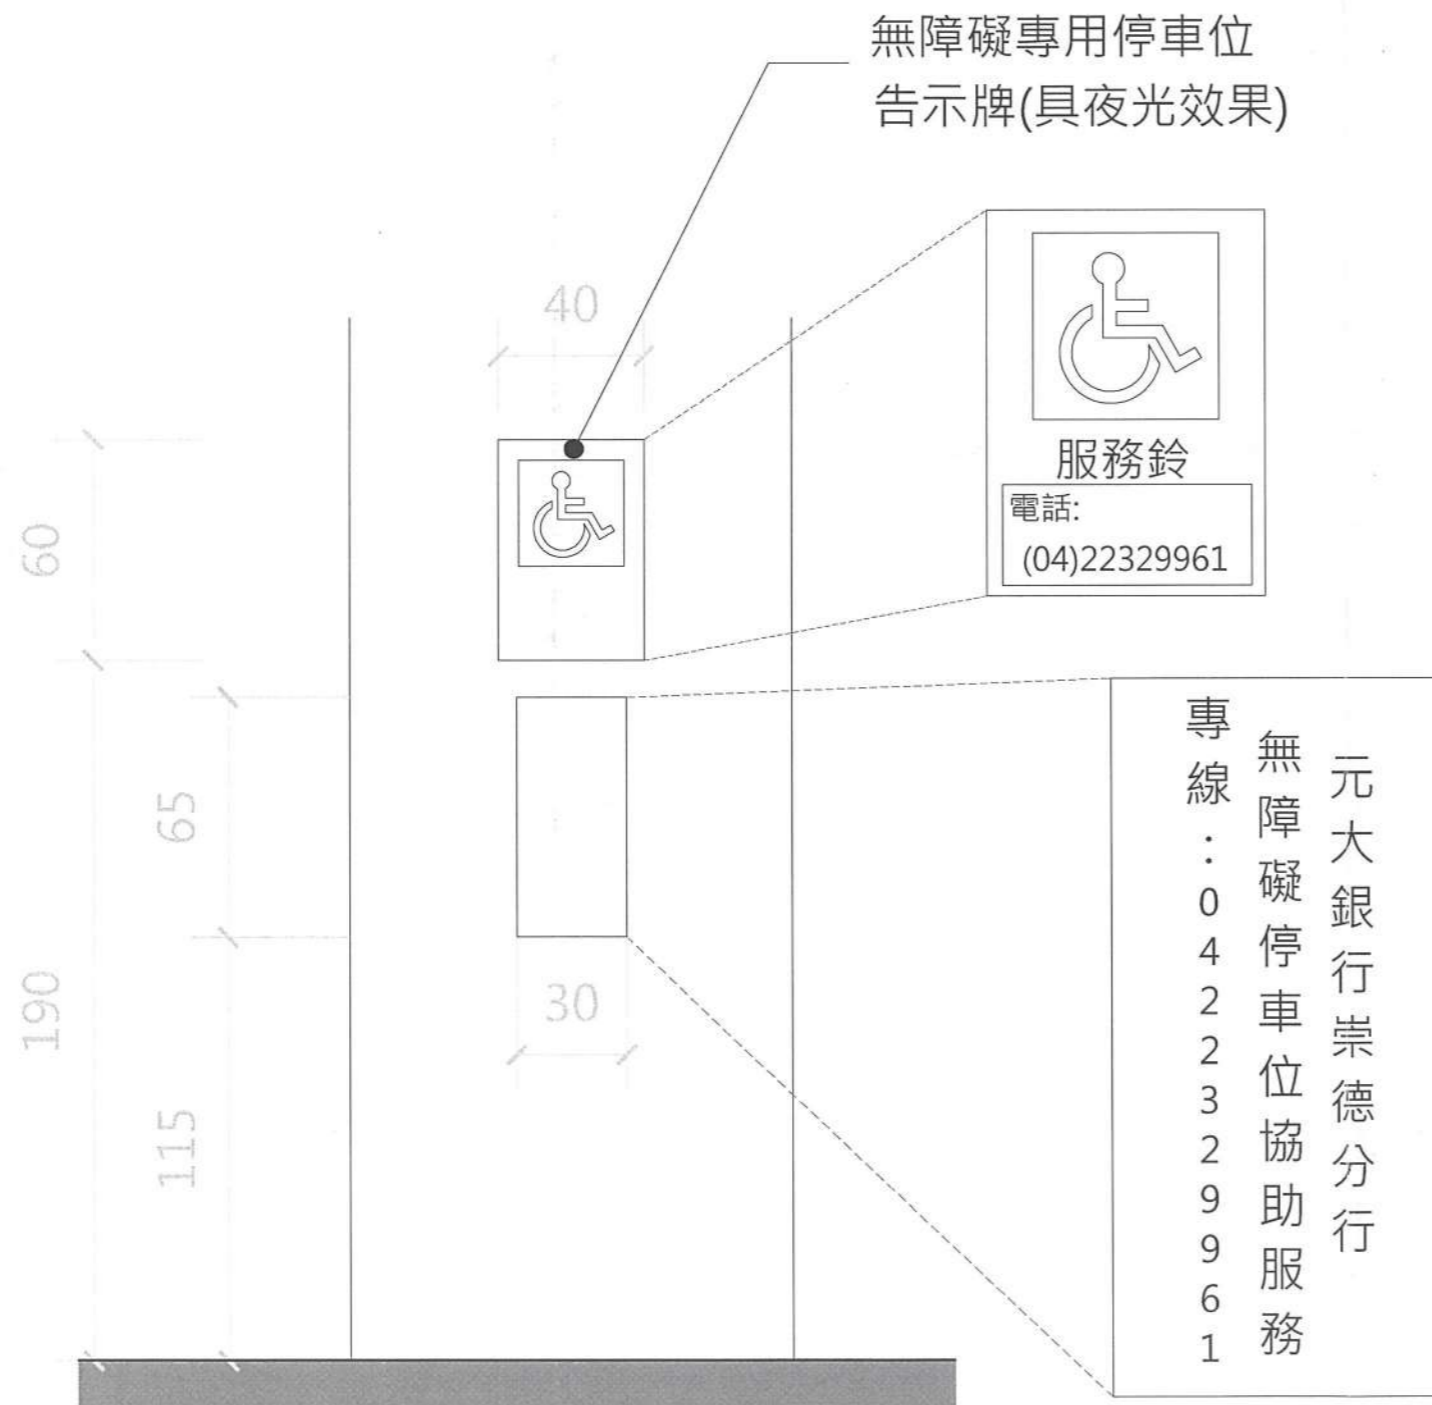 無障礙專用停車位
告示牌(具夜光效果)
40
服務鈴
電話:
(04)22329961
60
65
190
30
115
元大銀行崇德分行
無障礙停車位協助服務
專線:0422329961